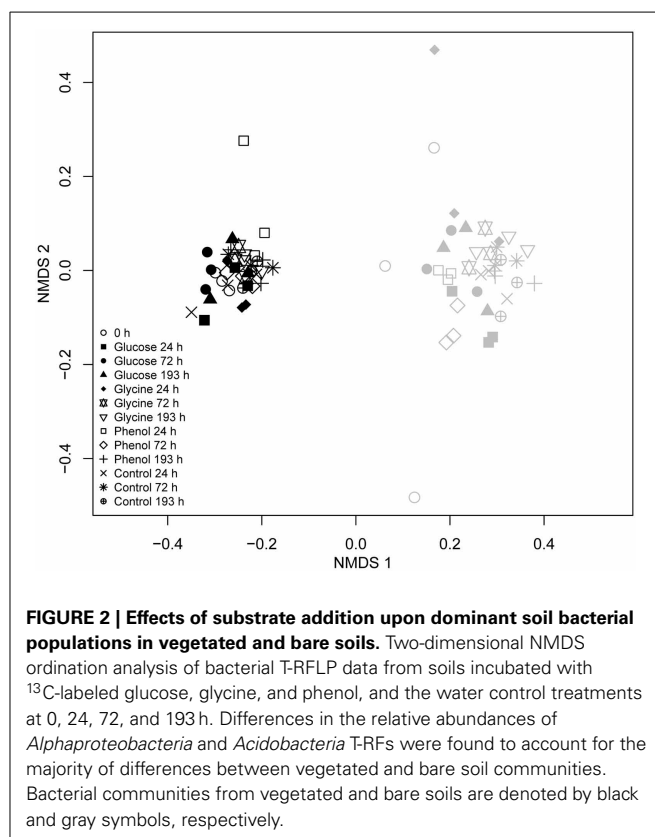 0.4
0.2
0.0
−0.2
−0.4
NMDS 2
0 h
Glucose 24 h
Glucose 72 h
Glucose 193 h
Glycine 24 h
Glycine 72 h
Glycine 193 h
Phenol 24 h
Phenol 72 h
Phenol 193 h
Control 24 h
Control 72 h
Control 193 h
−0.4 −0.2 0.0 0.2 0.4
NMDS 1
FIGURE 2 | Effects of substrate addition upon dominant soil bacterial
populations in vegetated and bare soils. Two-dimensional NMDS
ordination analysis of bacterial T-RFLP data from soils incubated with
¹³C-labeled glucose, glycine, and phenol, and the water control treatments
at 0, 24, 72, and 193 h. Differences in the relative abundances of
Alphaproteobacteria and Acidobacteria T-RFs were found to account for the
majority of differences between vegetated and bare soil communities.
Bacterial communities from vegetated and bare soils are denoted by black
and gray symbols, respectively.